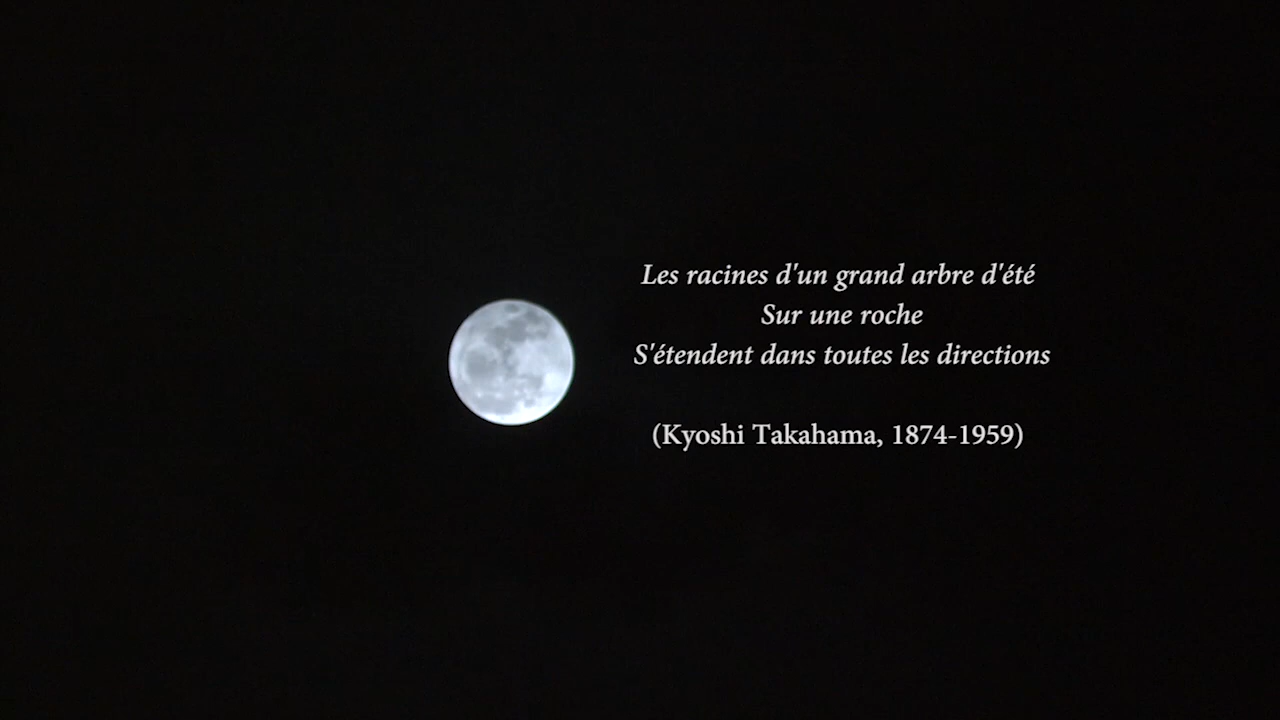 Les racines d'un grand arbre d'été
Sur une roche
S'étendent dans toutes les directions
(Kyoshi Takahama, 1874-1959)